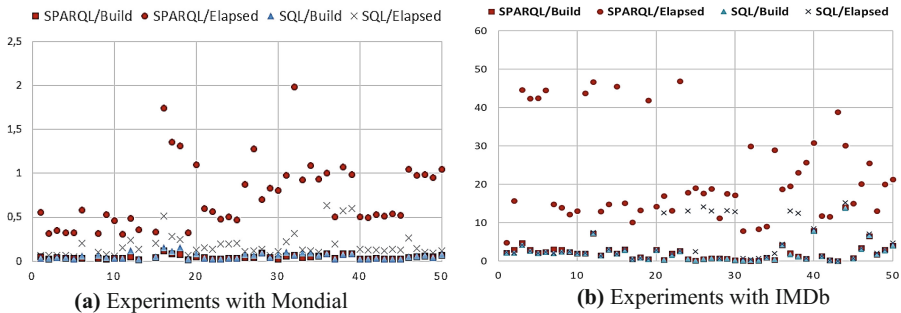 SPARQL/Build SPARQL/Elapsed SQL/Build SQL/Elapsed
2,5
2
1,5
1
0,5
0
0 10 20 30 40 50
(a) Experiments with Mondial
SPARQL/Build SPARQL/Elapsed SQL/Build SQL/Elapsed
60
50
40
30
20
10
0
0 10 20 30 40 50
(b) Experiments with IMDb